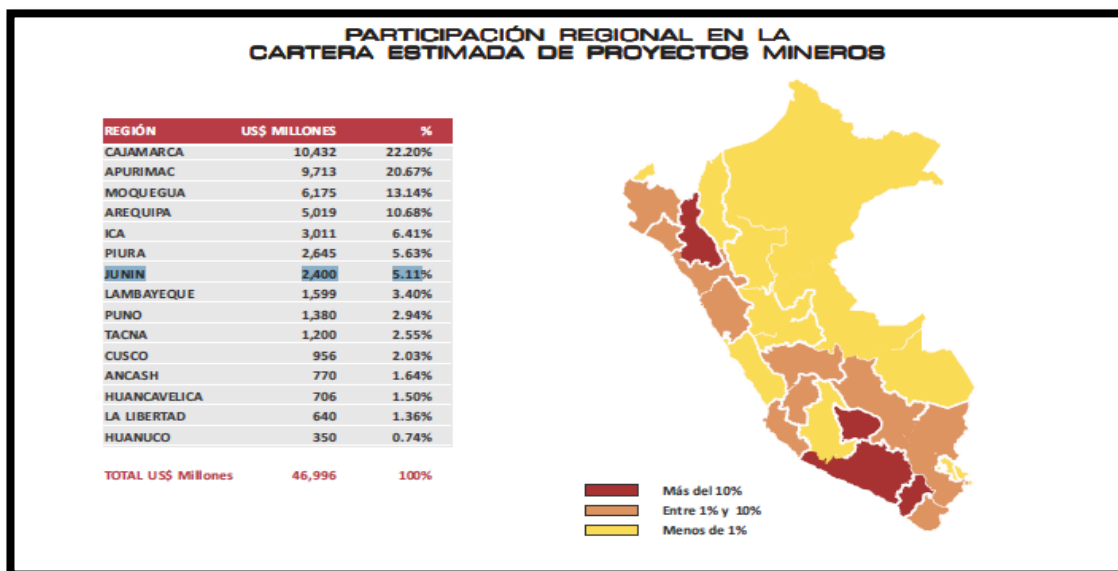 PARTICIPACIÓN REGIONAL EN LA
CARTERA ESTIMADA DE PROYECTOS MINEROS
REGIÓN US$ MILLONES %
CAJAMARCA 10,432 22.20%
APURIMAC 9,713 20.67%
MOQUEGUA 6,175 13.14%
AREQUIPA 5,019 10.68%
ICA 3,011 6.41%
PIURA 2,645 5.63%
JUNIN 2,400 5.11%
LAMBAYEQUE 1,599 3.40%
PUNO 1,380 2.94%
TACNA 1,200 2.55%
CUSCO 956 2.03%
ANCASH 770 1.64%
HUANCAVELICA 706 1.50%
LA LIBERTAD 640 1.36%
HUANUCO 350 0.74%
TOTAL US$ Millones 46,996 100%
Más del 10%
Entre 1% y 10%
Menos de 1%